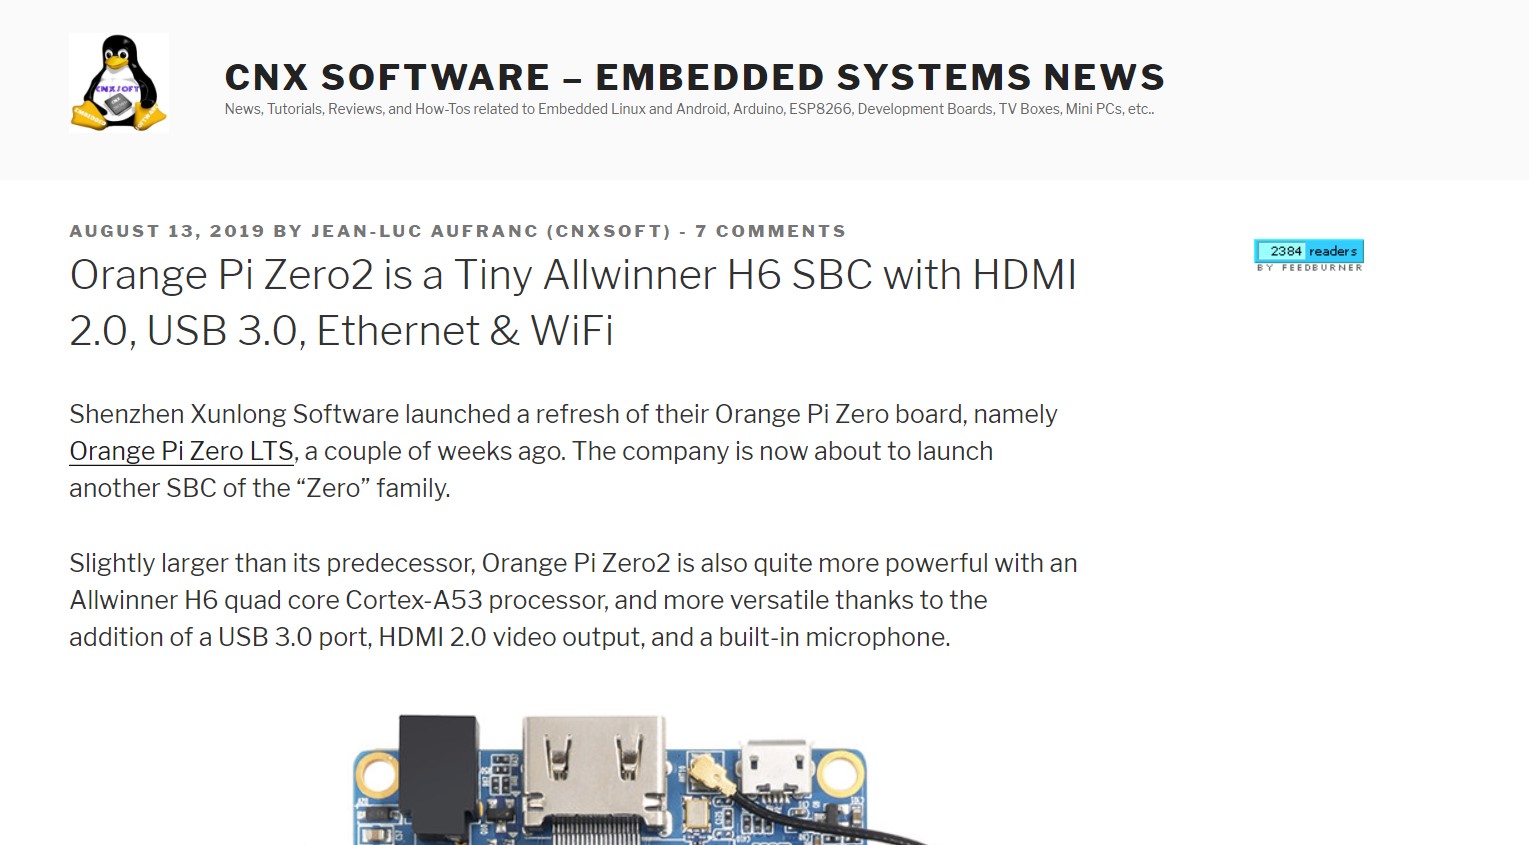 CNXSOFT
CNX SOFTWARE – EMBEDDED SYSTEMS NEWS
News, Tutorials, Reviews, and How-Tos related to Embedded Linux and Android, Arduino, ESP8266, Development Boards, TV Boxes, Mini PCs, etc..
AUGUST 13, 2019 BY JEAN-LUC AUFRANC (CNXSOFT) - 7 COMMENTS
2384 readers
BY FEEDBURNER
Orange Pi Zero2 is a Tiny Allwinner H6 SBC with HDMI
2.0, USB 3.0, Ethernet & WiFi
Shenzhen Xunlong Software launched a refresh of their Orange Pi Zero board, namely
Orange Pi Zero LTS, a couple of weeks ago. The company is now about to launch
another SBC of the “Zero” family.
Slightly larger than its predecessor, Orange Pi Zero2 is also quite more powerful with an
Allwinner H6 quad core Cortex-A53 processor, and more versatile thanks to the
addition of a USB 3.0 port, HDMI 2.0 video output, and a built-in microphone.